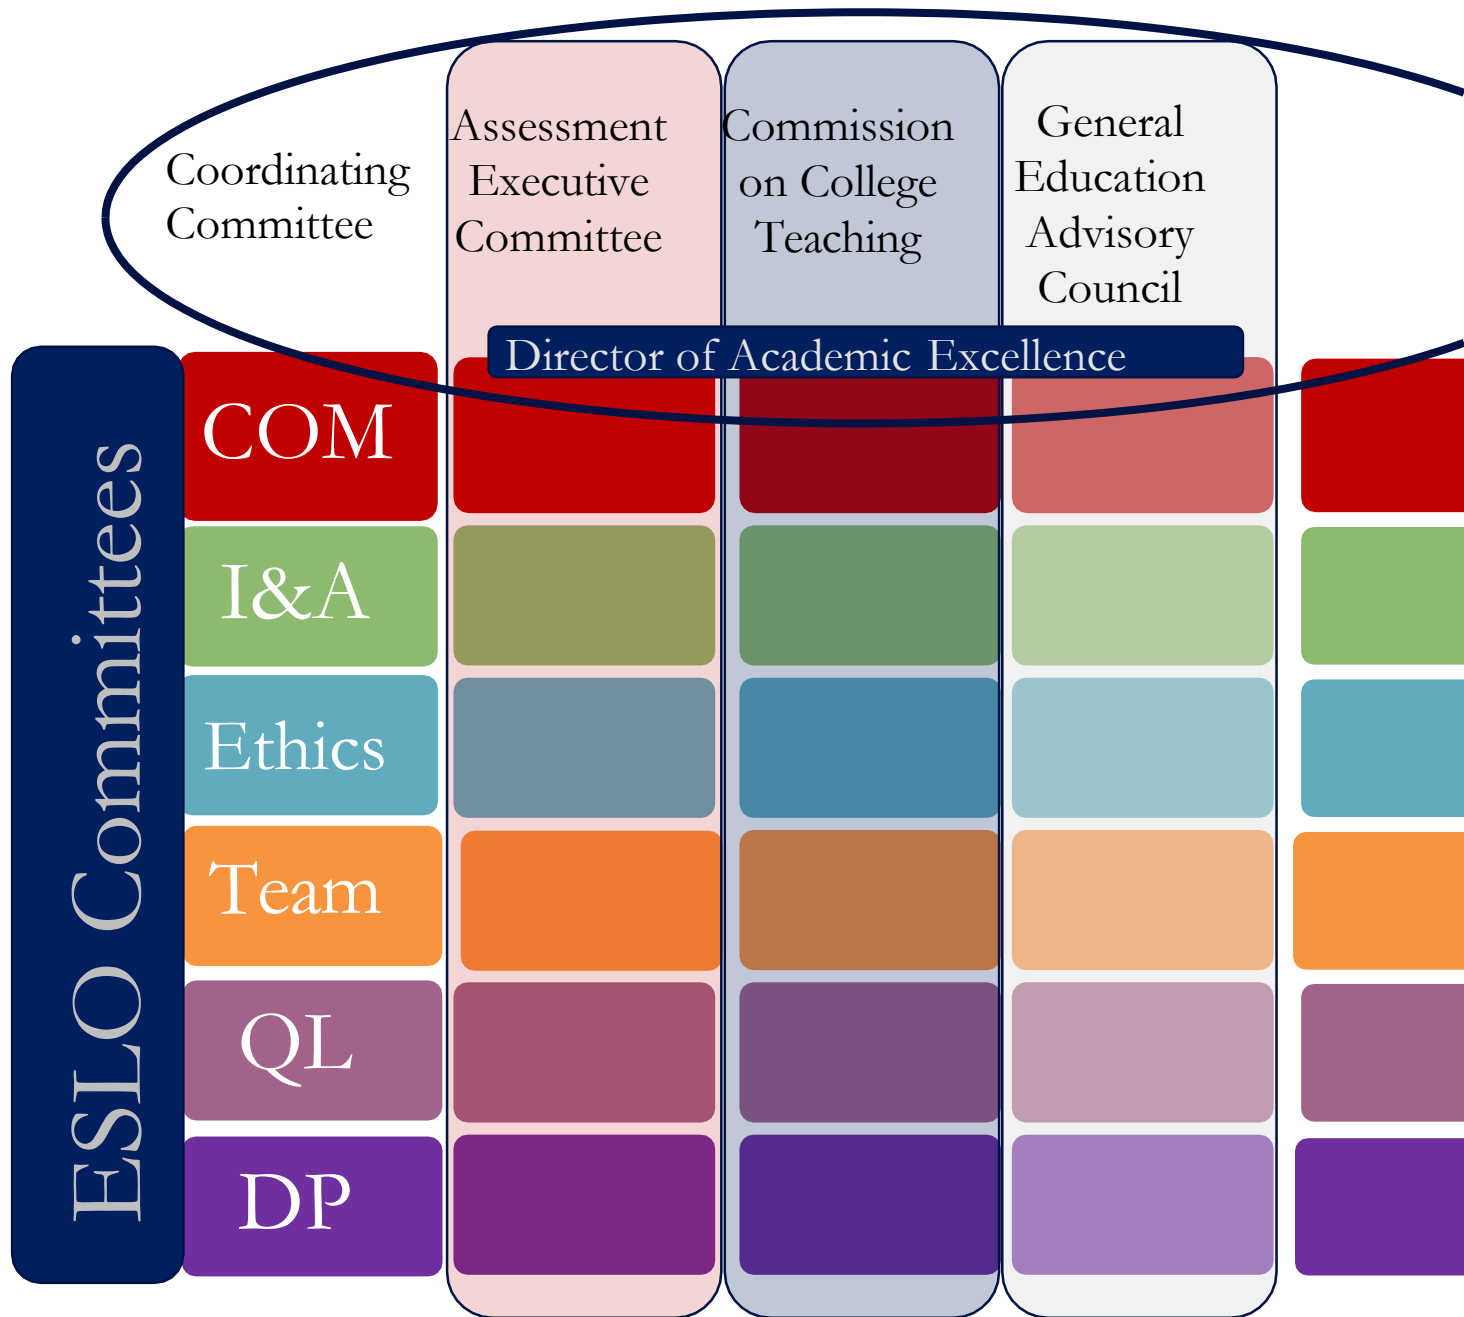 Coordinating
Committee
Assessment
Executive
Committee
Commission
on College
Teaching
General
Education
Advisory
Council
Director of Academic Excellence
ESLO Committees
COM
I&A
Ethics
Team
QL
DP